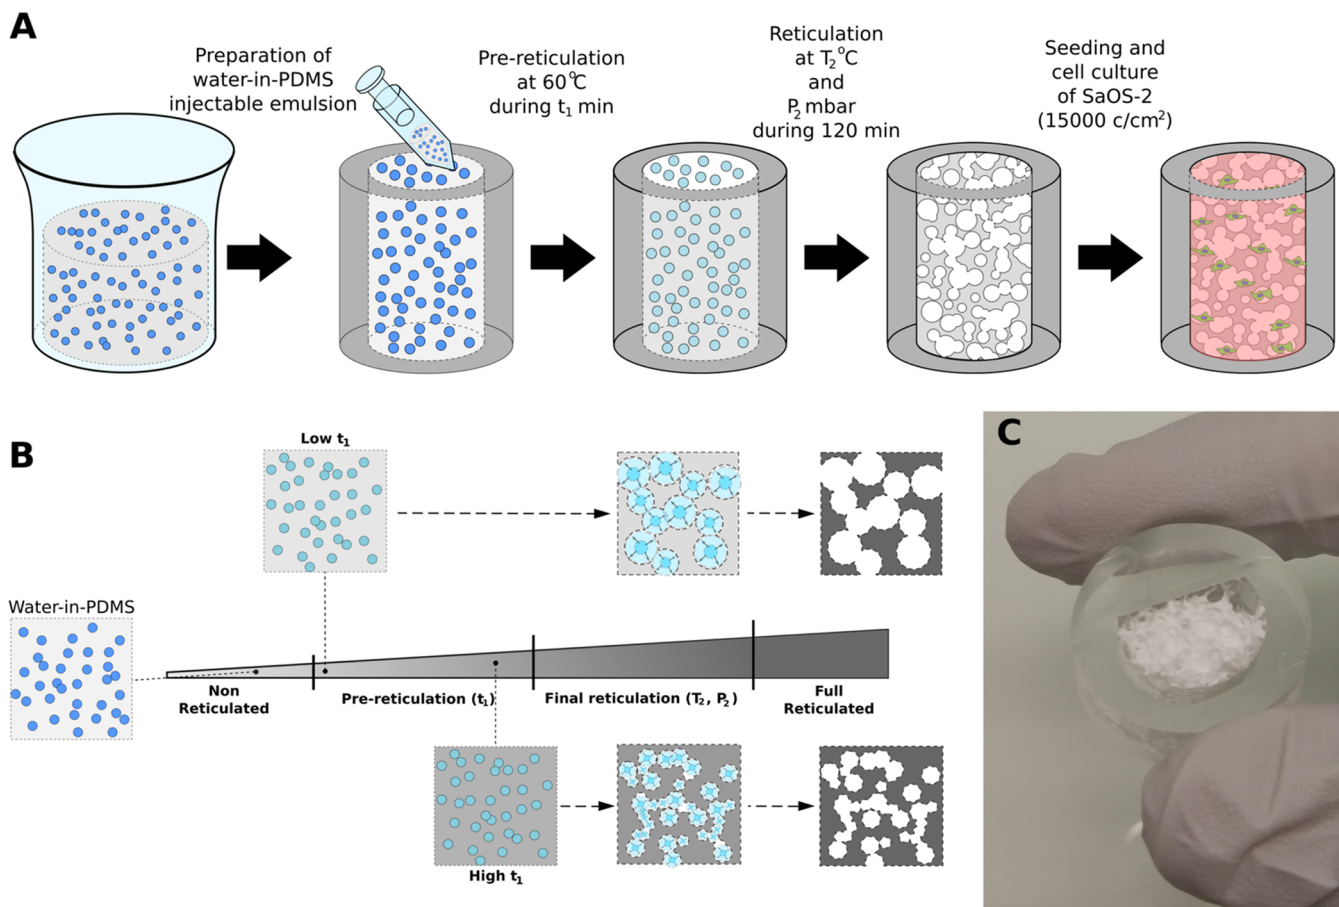 A
Preparation of
water-in-PDMS
injectable emulsion
Pre-reticulation
at 60°C
during t₁ min
Reticulation
at T₂°C
and
P₂ mbar
during 120 min
Seeding and
cell culture
of SaOS-2
(15000 c/cm²)
B
Low t₁
Water-in-PDMS
Non
Reticulated
Pre-reticulation (t₁)
Final reticulation (T₂, P₂)
Full
Reticulated
High t₁
C